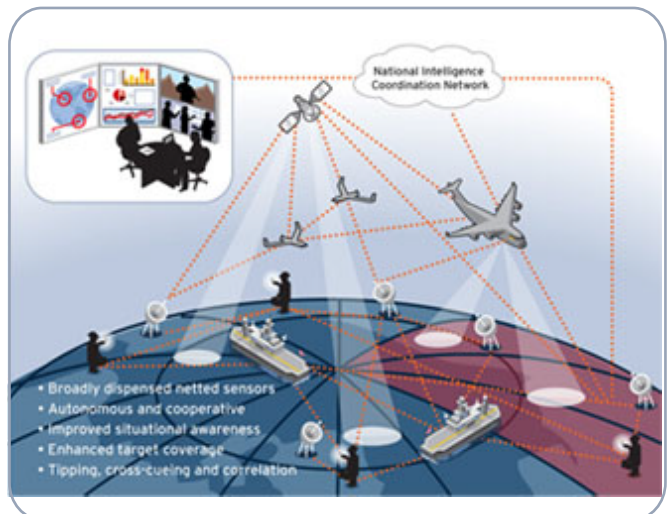 National Intelligence
Coordination Network
• Broadly dispensed netted sensors
• Autonomous and cooperative
• Improved situational awareness
• Enhanced target coverage
• Tipping, cross-cueing and correlation